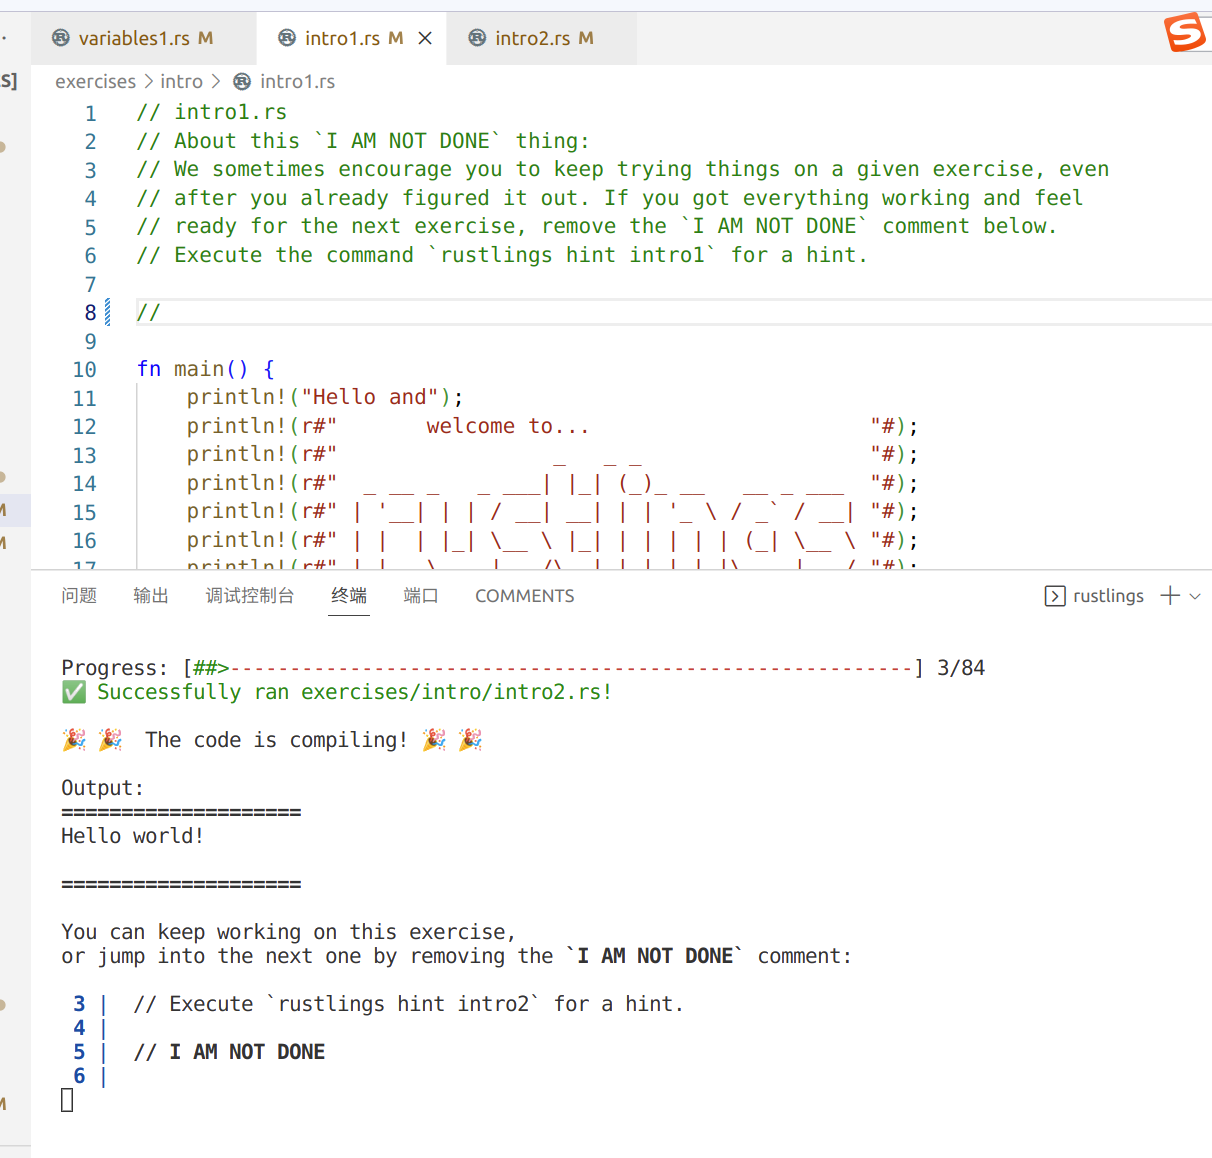 variables1.rs M
intro1.rs M
intro2.rs M
S]
exercises > intro > intro1.rs
1 // intro1.rs
2 // About this `I AM NOT DONE` thing:
3 // We sometimes encourage you to keep trying things on a given exercise, even
4 // after you already figured it out. If you got everything working and feel
5 // ready for the next exercise, remove the `I AM NOT DONE` comment below.
6 // Execute the command `rustlings hint intro1` for a hint.
7
8 //
9
10 fn main() {
11     println!("Hello and");
12     println!(r#"       welcome to...                      "#);
13     println!(r#"                 _   _ _                  "#);
14     println!(r#"  _ __ _   _ ___| |_| (_)_ __   __ _ ___  "#);
15     println!(r#" | '__| | | / __| __| | | '_ \ / _` / __| "#);
16     println!(r#" | |  | |_| \__ \ |_| | | | | | (_| \__ \ "#);
17     println!(r#" |_|   \__,_|___/\__|_|_|_| |_|\__, |___/ "#);
问题 输出 调试控制台 终端 端口 COMMENTS
rustlings
Progress: [##>---------------------------------------------------------] 3/84
✅ Successfully ran exercises/intro/intro2.rs!
🎉 🎉  The code is compiling! 🎉 🎉
Output:
====================
Hello world!
====================
You can keep working on this exercise,
or jump into the next one by removing the `I AM NOT DONE` comment:
3 |  // Execute `rustlings hint intro2` for a hint.
4 |
5 |  // I AM NOT DONE
6 |